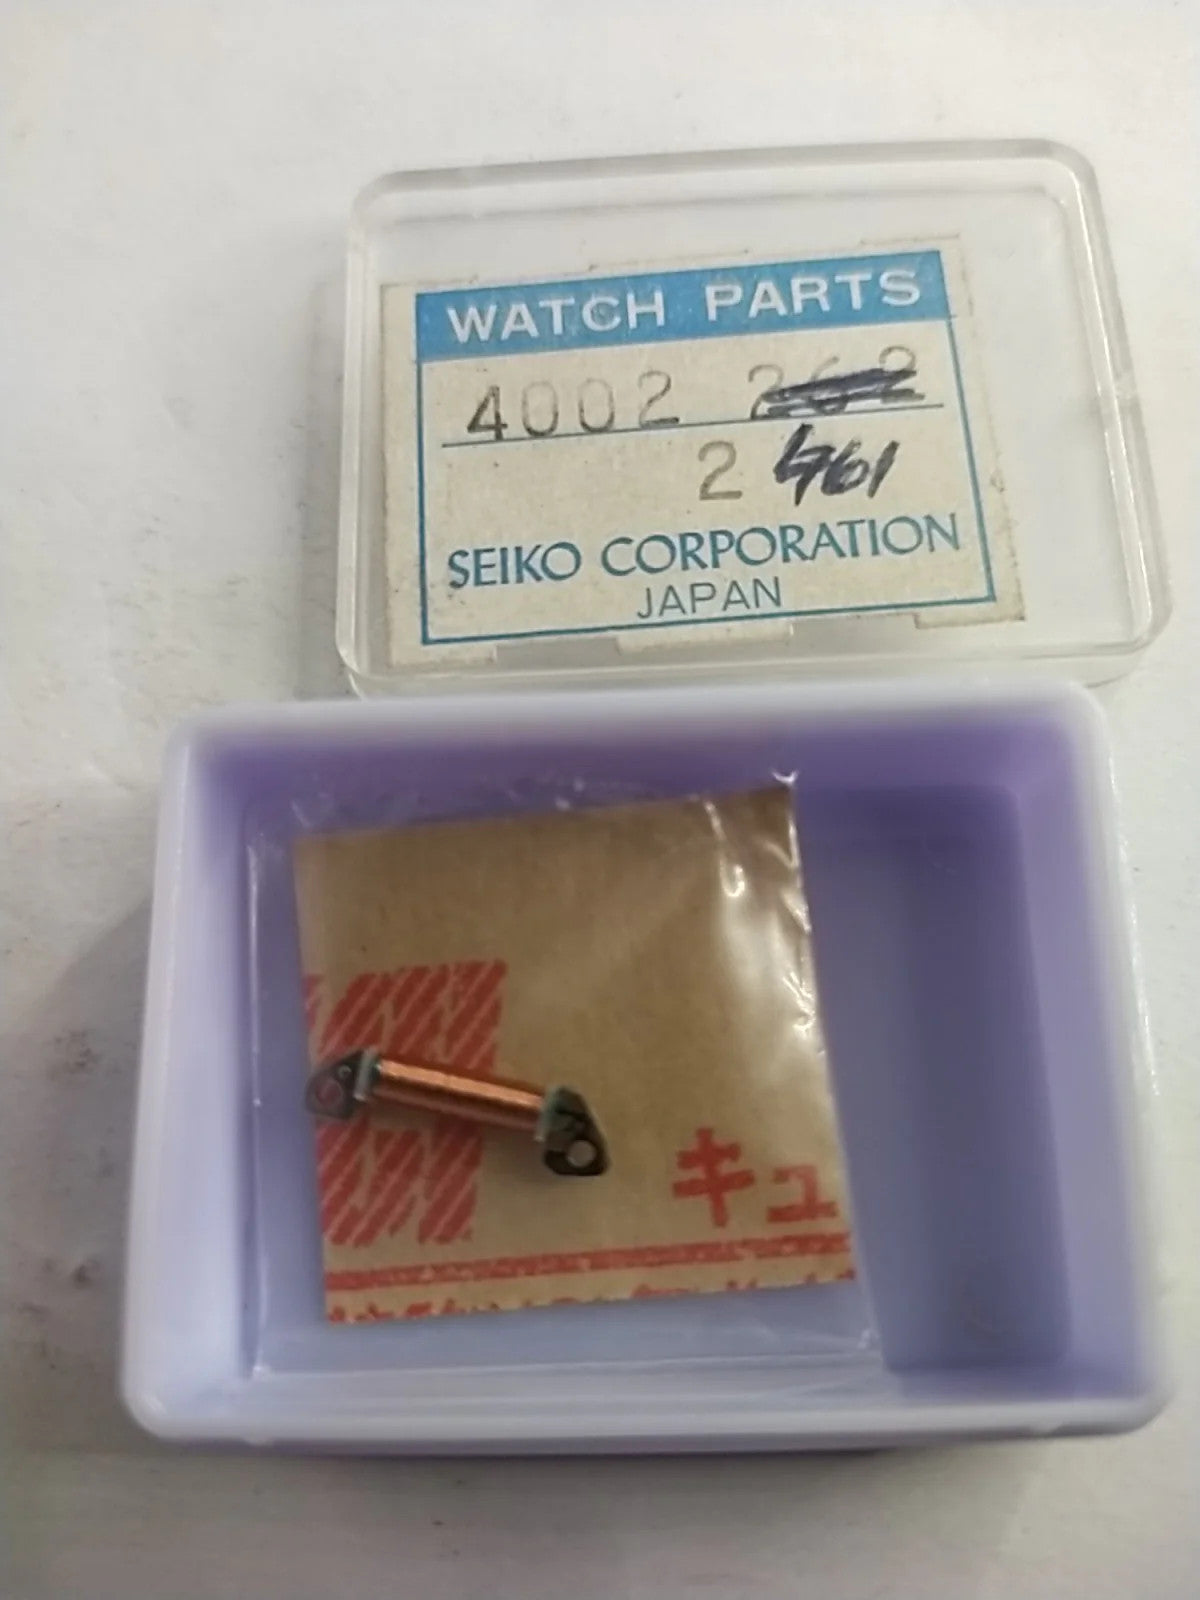 WATCH PARTS
4002 262
2 461
SEIKO CORPORATION
JAPAN
キュ